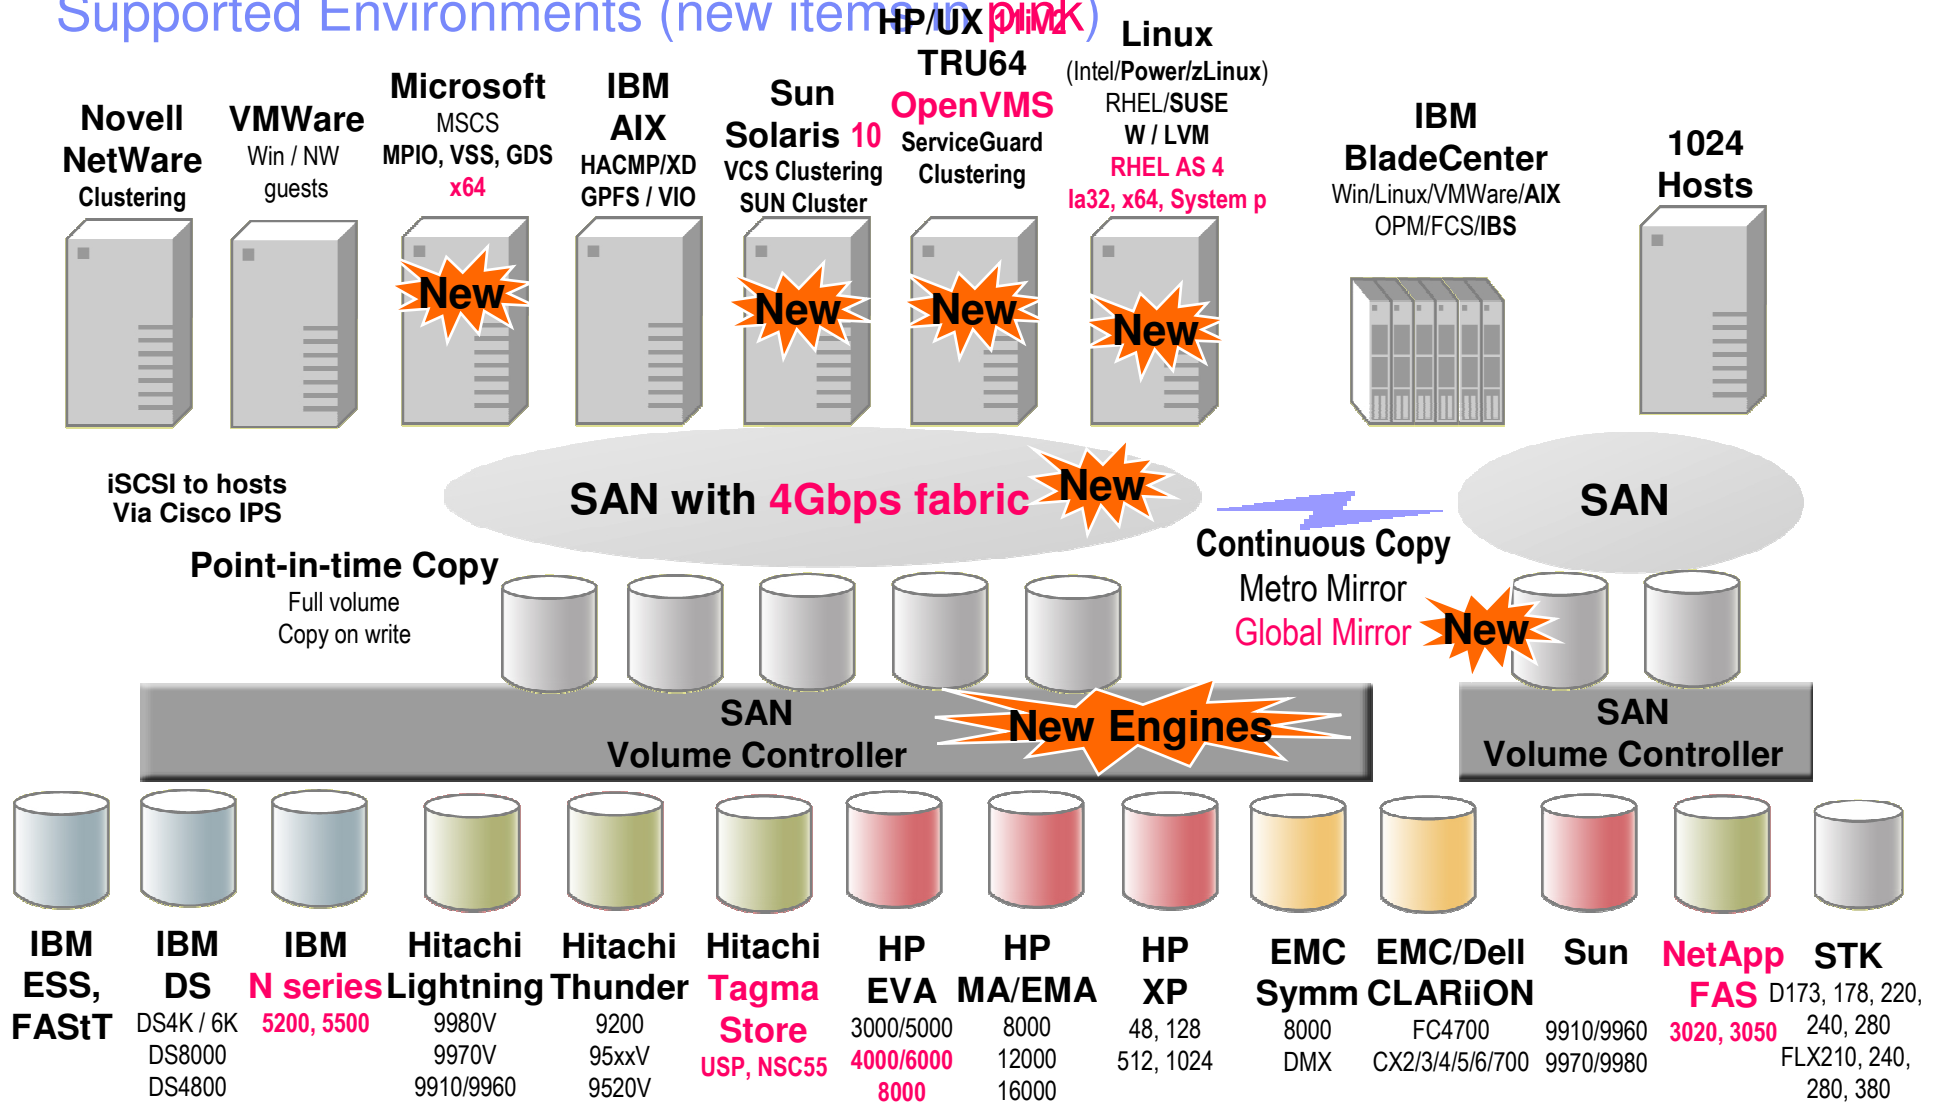 Supported Environments (new items in pink)
Novell
NetWare
Clustering
VMWare
Win / NW
guests
Microsoft
MSCS
MPIO, VSS, GDS
x64
IBM
AIX
HACMP/XD
GPFS / VIO
Sun
Solaris 10
VCS Clustering
SUN Cluster
HP/UX 11iV2
TRU64
OpenVMS
ServiceGuard
Clustering
Linux
(Intel/Power/zLinux)
RHEL/SUSE
W / LVM
RHEL AS 4
Ia32, x64, System p
IBM
BladeCenter
Win/Linux/VMWare/AIX
OPM/FCS/IBS
1024
Hosts
New
New
New
New
iSCSI to hosts
Via Cisco IPS
SAN with 4Gbps fabric
New
SAN
Continuous Copy
Metro Mirror
Global Mirror
New
Point-in-time Copy
Full volume
Copy on write
SAN
Volume Controller
New Engines
SAN
Volume Controller
IBM
ESS,
FAStT
IBM
DS
DS4K / 6K
DS8000
DS4800
IBM
N series
5200, 5500
Hitachi
Lightning
9980V
9970V
9910/9960
Hitachi
Thunder
9200
95xxV
9520V
Hitachi
Tagma
Store
USP, NSC55
HP
EVA
3000/5000
4000/6000
8000
HP
MA/EMA
8000
12000
16000
HP
XP
48, 128
512, 1024
EMC
Symm
8000
DMX
EMC/Dell
CLARiiON
FC4700
CX2/3/4/5/6/700
Sun
9910/9960
9970/9980
NetApp
FAS
3020, 3050
STK
D173, 178, 220,
240, 280
FLX210, 240,
280, 380